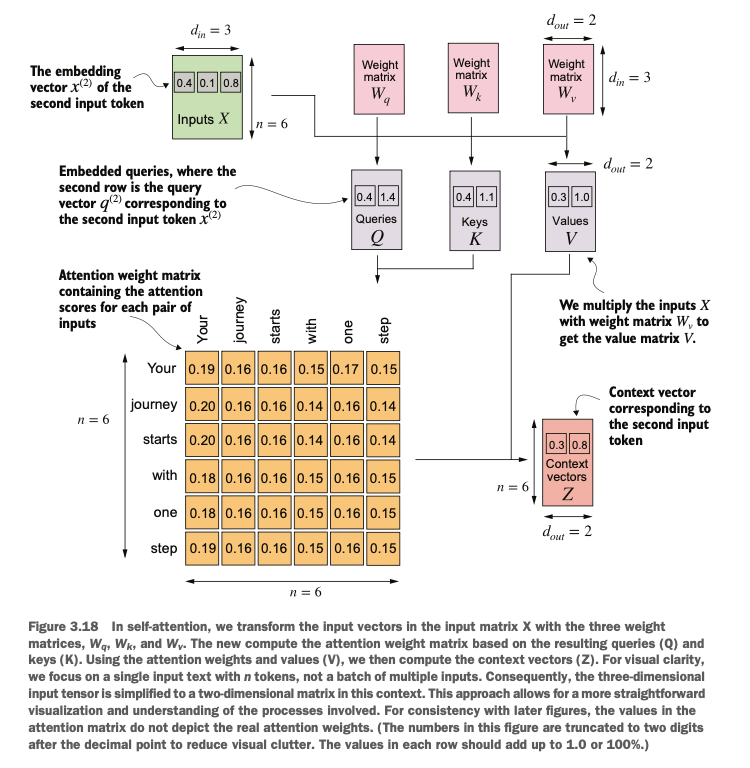 d_in = 3
d_out = 2
The embedding
vector x^(2) of the
second input token
0.4 0.1 0.8
Inputs X
n = 6
Weight
matrix
W_q
Weight
matrix
W_k
Weight
matrix
W_v
d_in = 3
Embedded queries, where the
second row is the query
vector q^(2) corresponding to
the second input token x^(2)
0.4 1.4
Queries
Q
0.4 1.1
Keys
K
0.3 1.0
Values
V
d_out = 2
Attention weight matrix
containing the attention
scores for each pair of
inputs
We multiply the inputs X
with weight matrix W_v to
get the value matrix V.
Your journey starts with one step
Your 0.19 0.16 0.16 0.15 0.17 0.15
journey 0.20 0.16 0.16 0.14 0.16 0.14
starts 0.20 0.16 0.16 0.14 0.16 0.14
with 0.18 0.16 0.16 0.15 0.16 0.15
one 0.18 0.16 0.16 0.15 0.16 0.15
step 0.19 0.16 0.16 0.15 0.16 0.15
n = 6
n = 6
Context vector
corresponding to
the second input
token
0.3 0.8
Context
vectors
Z
n = 6
d_out = 2
Figure 3.18 In self-attention, we transform the input vectors in the input matrix X with the three weight
matrices, W_q, W_k, and W_v. The new compute the attention weight matrix based on the resulting queries (Q) and
keys (K). Using the attention weights and values (V), we then compute the context vectors (Z). For visual clarity,
we focus on a single input text with n tokens, not a batch of multiple inputs. Consequently, the three-dimensional
input tensor is simplified to a two-dimensional matrix in this context. This approach allows for a more straightforward
visualization and understanding of the processes involved. For consistency with later figures, the values in the
attention matrix do not depict the real attention weights. (The numbers in this figure are truncated to two digits
after the decimal point to reduce visual clutter. The values in each row should add up to 1.0 or 100%.)